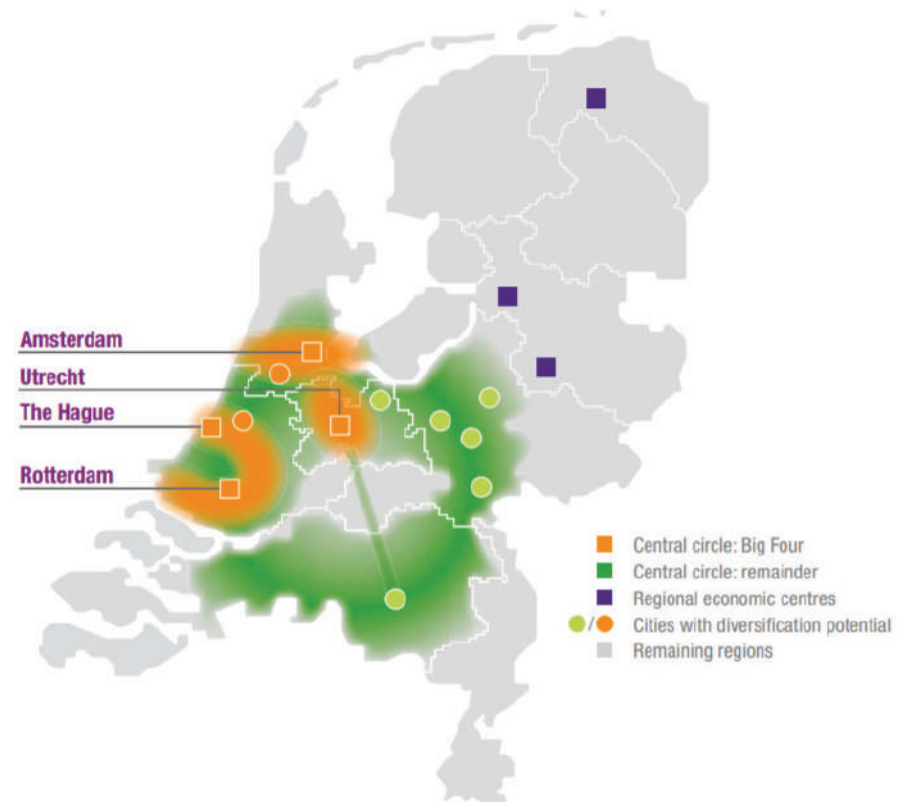 Amsterdam
Utrecht
The Hague
Rotterdam
Central circle: Big Four
Central circle: remainder
Regional economic centres
/ Cities with diversification potential
Remaining regions